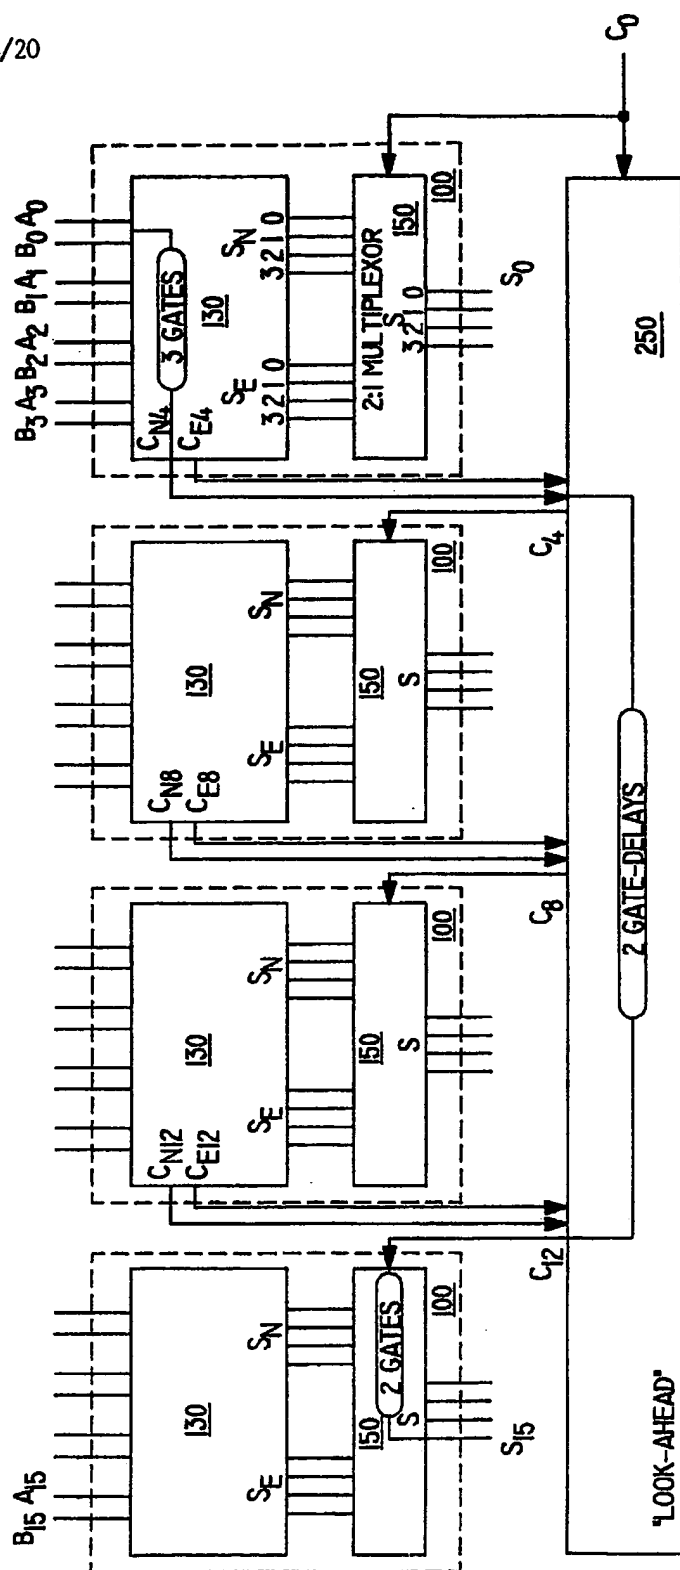 /20
B15 A15
130
SE
SN
150
S
2 GATES
100
S15
CN12
CE12
130
SE
SN
150
S
100
C12
CN8
CE8
130
SE
SN
150
S
100
C8
B3 A3 B2 A2 B1 A1 B0 A0
CN4
CE4
3 GATES
130
SE
3 2 1 0
SN
3 2 1 0
2:1 MULTIPLEXOR
150
S
3 2 1 0
100
S0
C4
C0
2 GATE-DELAYS
250
"LOOK-AHEAD"